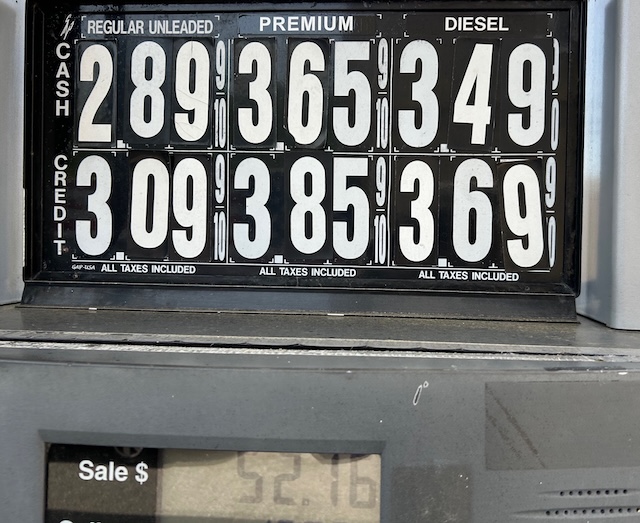 REGULAR UNLEADED PREMIUM DIESEL
CASH 2.89 9/10 3.65 9/10 3.49 9/10
CREDIT 3.09 9/10 3.85 9/10 3.69 9/10
ALL TAXES INCLUDED ALL TAXES INCLUDED ALL TAXES INCLUDED
Sale $ 52.76